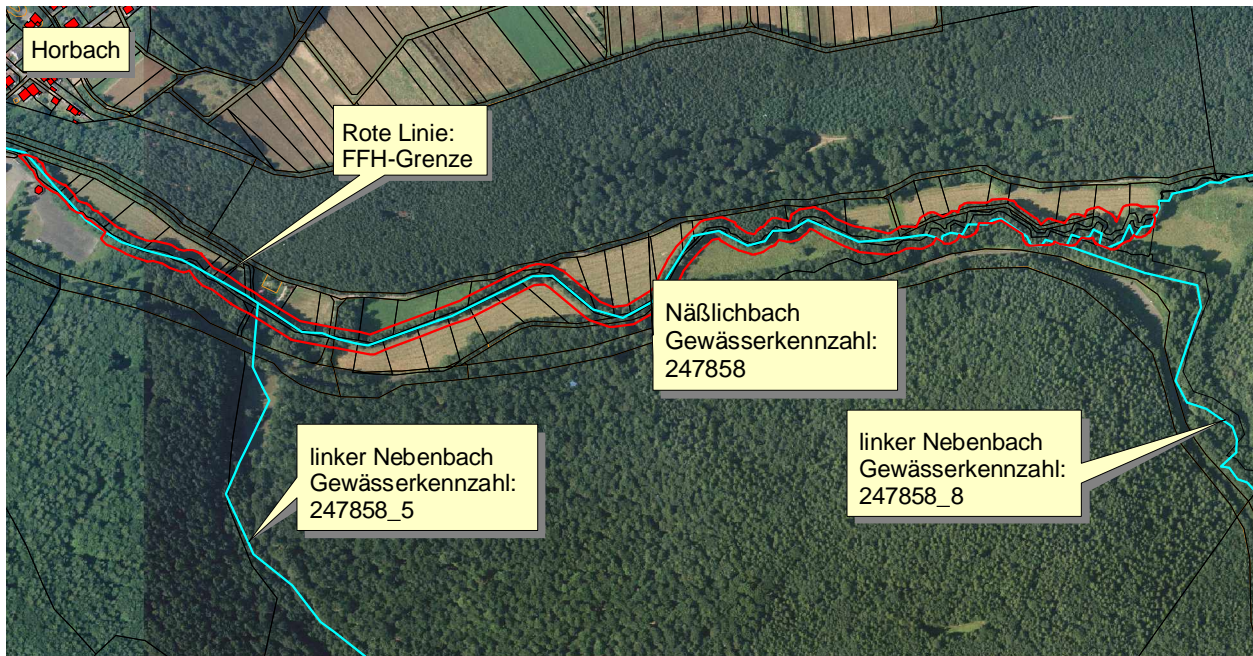 Horbach
Rote Linie:
FFH-Grenze
Näßlichbach
Gewässerkennzahl:
247858
linker Nebenbach
Gewässerkennzahl:
247858_5
linker Nebenbach
Gewässerkennzahl:
247858_8